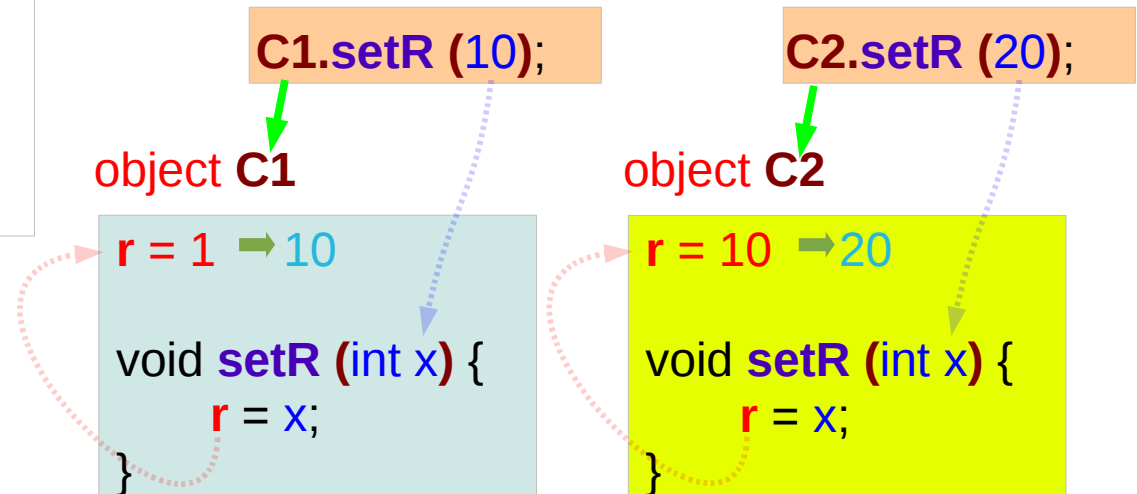 C1.setR (10);
C2.setR (20);
object C1
object C2
r = 1 10
void setR (int x) {
r = x;
}
r = 10 20
void setR (int x) {
r = x;
}